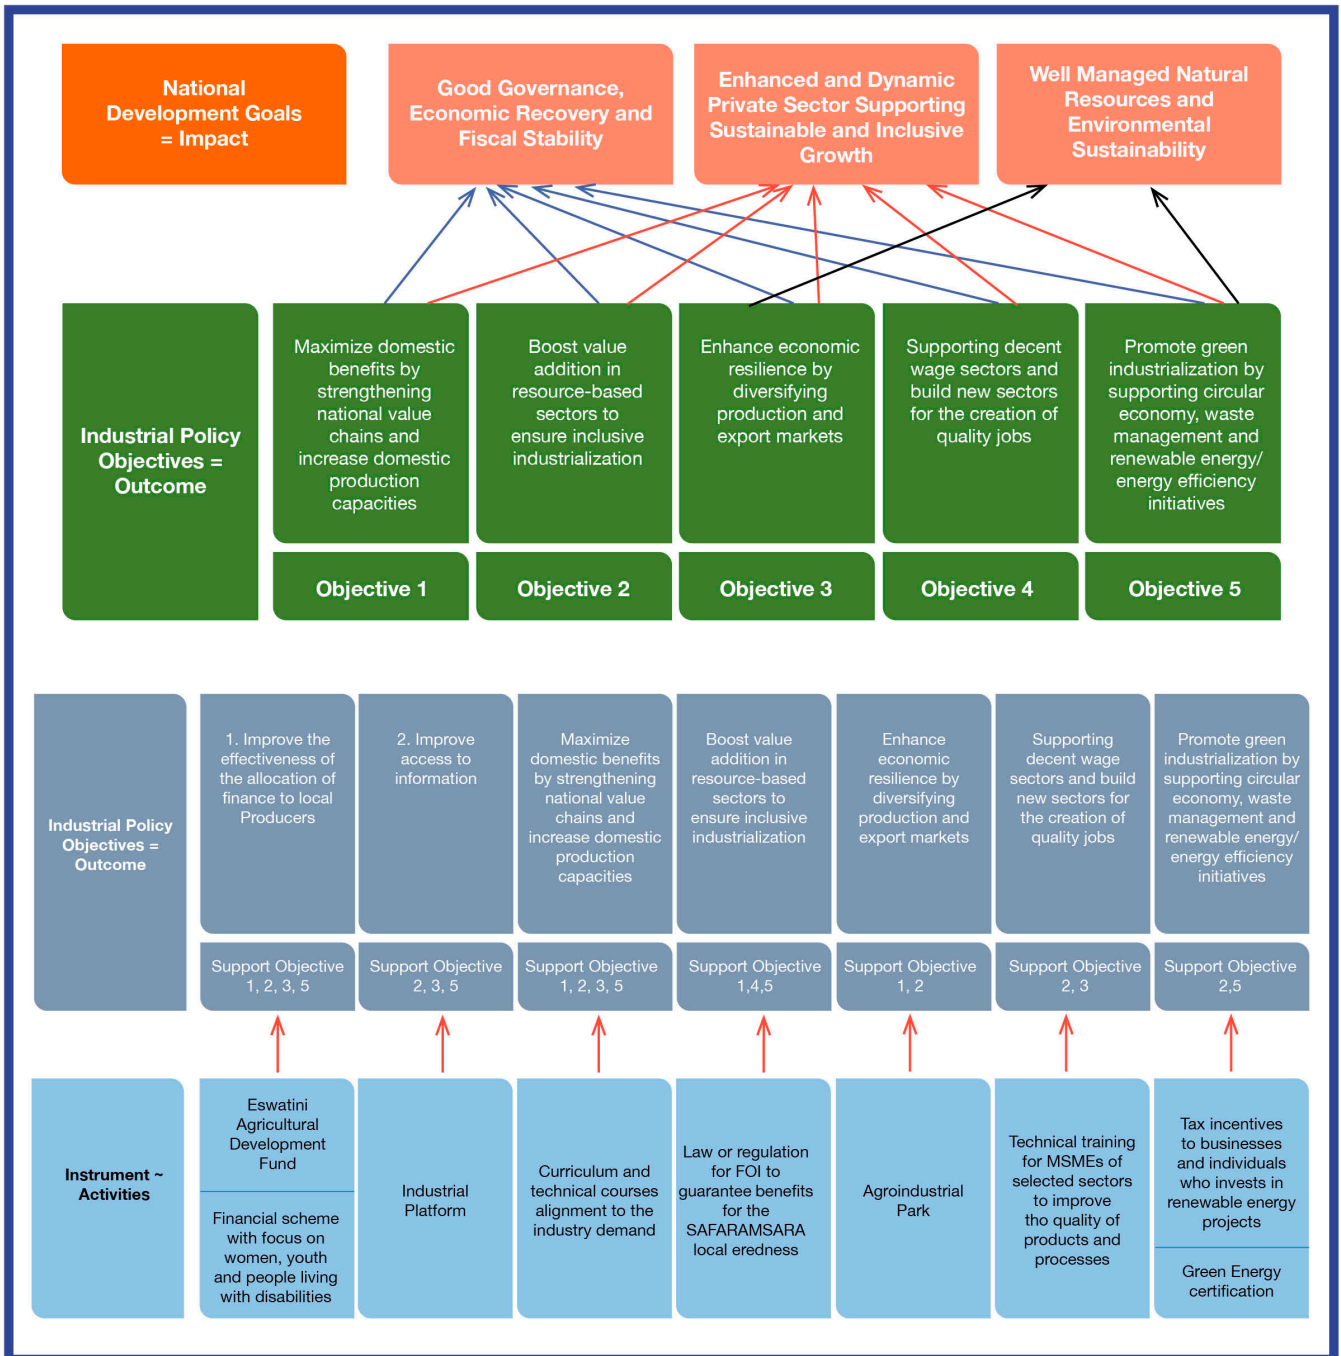 National
Development Goals
= Impact
Good Governance,
Economic Recovery and
Fiscal Stability
Enhanced and Dynamic
Private Sector Supporting
Sustainable and Inclusive
Growth
Well Managed Natural
Resources and
Environmental
Sustainability
Industrial Policy
Objectives =
Outcome
Maximize domestic
benefits by
strengthening
national value
chains and
increase domestic
production
capacities
Objective 1
Boost value
addition in
resource-based
sectors to
ensure inclusive
industrialization
Objective 2
Enhance economic
resilience by
diversifying
production and
export markets
Objective 3
Supporting decent
wage sectors and
build new sectors
for the creation of
quality jobs
Objective 4
Promote green
industrialization by
supporting circular
economy, waste
management and
renewable energy/
energy efficiency
initiatives
Objective 5
Industrial Policy
Objectives =
Outcome
1. Improve the
effectiveness of
the allocation of
finance to local
Producers
Support Objective
1, 2, 3, 5
2. Improve
access to
information
Support Objective
2, 3, 5
Maximize
domestic benefits
by strengthening
national value
chains and
increase domestic
production
capacities
Support Objective
1, 2, 3, 5
Boost value
addition in
resource-based
sectors to
ensure inclusive
industrialization
Support Objective
1,4,5
Enhance
economic
resilience by
diversifying
production and
export markets
Support Objective
1, 2
Supporting
decent wage
sectors and build
new sectors for
the creation of
quality jobs
Support Objective
2, 3
Promote green
industrialization by
supporting circular
economy, waste
management and
renewable energy/
energy efficiency
initiatives
Support Objective
2,5
Instrument ~
Activities
Eswatini
Agricultural
Development
Fund
Financial scheme
with focus on
women, youth
and people living
with disabilities
Industrial
Platform
Curriculum and
technical courses
alignment to the
industry demand
Law or regulation
for FOI to
guarantee benefits
for the
SAFARAMSARA
local eredness
Agroindustrial
Park
Technical training
for MSMEs of
selected sectors
to improve
tho quality of
products and
processes
Tax incentives
to businesses
and individuals
who invests in
renewable energy
projects
Green Energy
certification